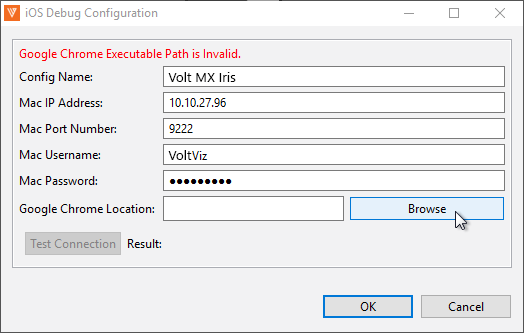 iOS Debug Configuration
Google Chrome Executable Path is Invalid.
Config Name: Volt MX Iris
Mac IP Address: 10.10.27.96
Mac Port Number: 9222
Mac Username: VoltViz
Mac Password: ●●●●●●●●●
Google Chrome Location: Browse
Test Connection Result:
OK Cancel